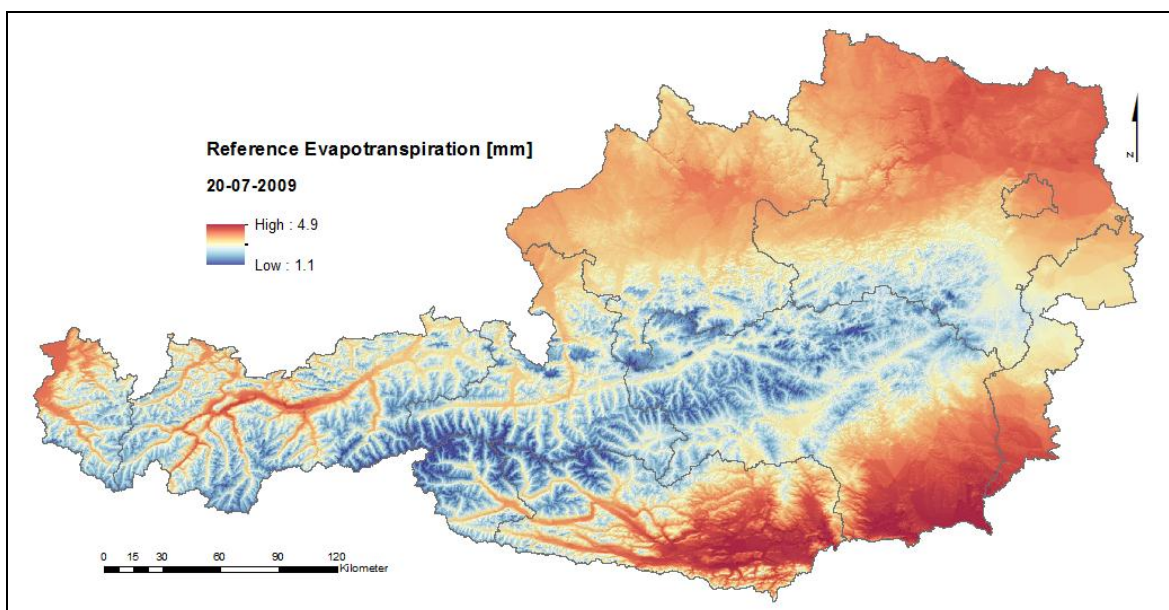 Reference Evapotranspiration [mm]
20-07-2009
High : 4.9
Low : 1.1
N
0 15 30 60 90 120
Kilometer